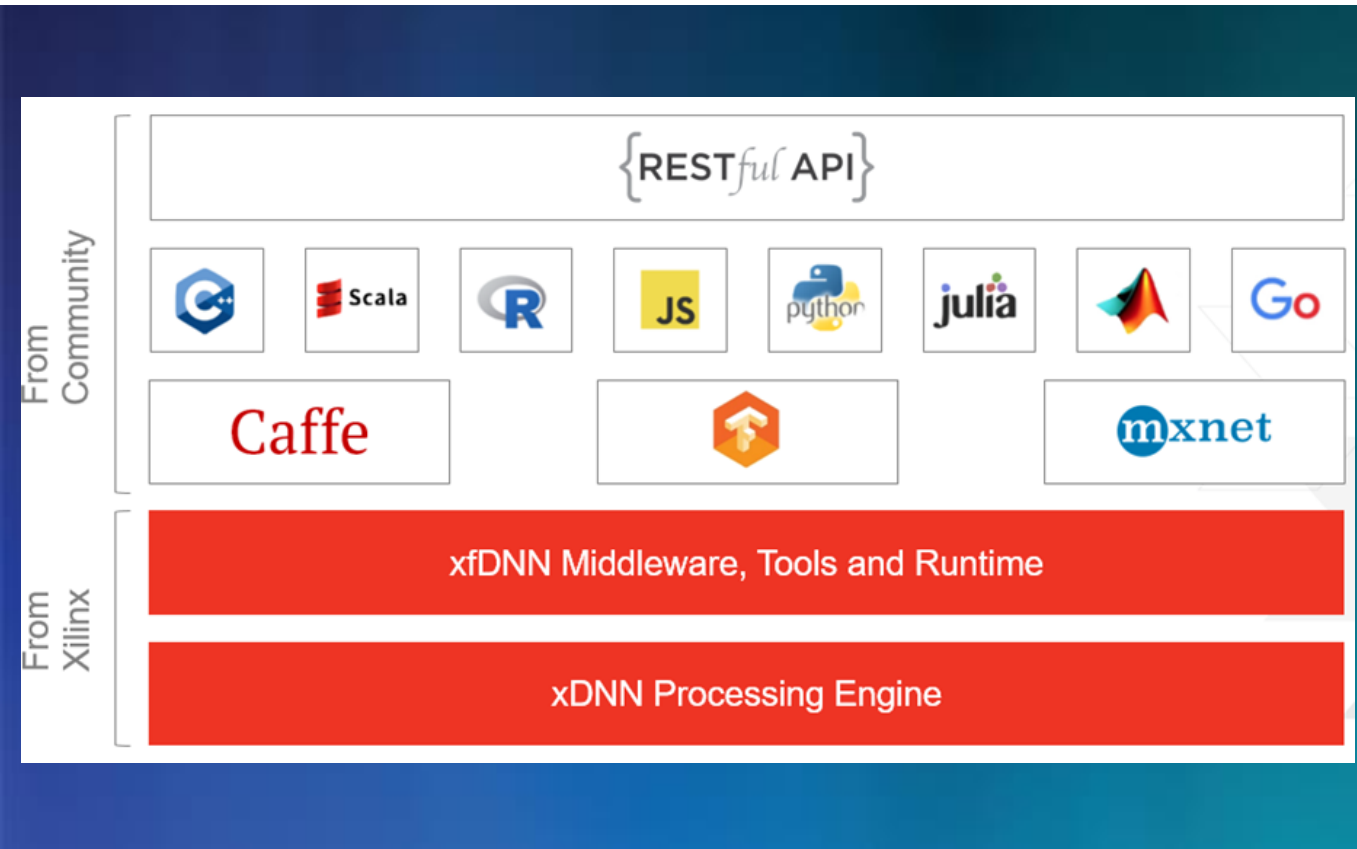 From
Community
{RESTful API}
C++
Scala
R
JS
python
julia
Go
Caffe
mxnet
From
Xilinx
xfDNN Middleware, Tools and Runtime
xDNN Processing Engine